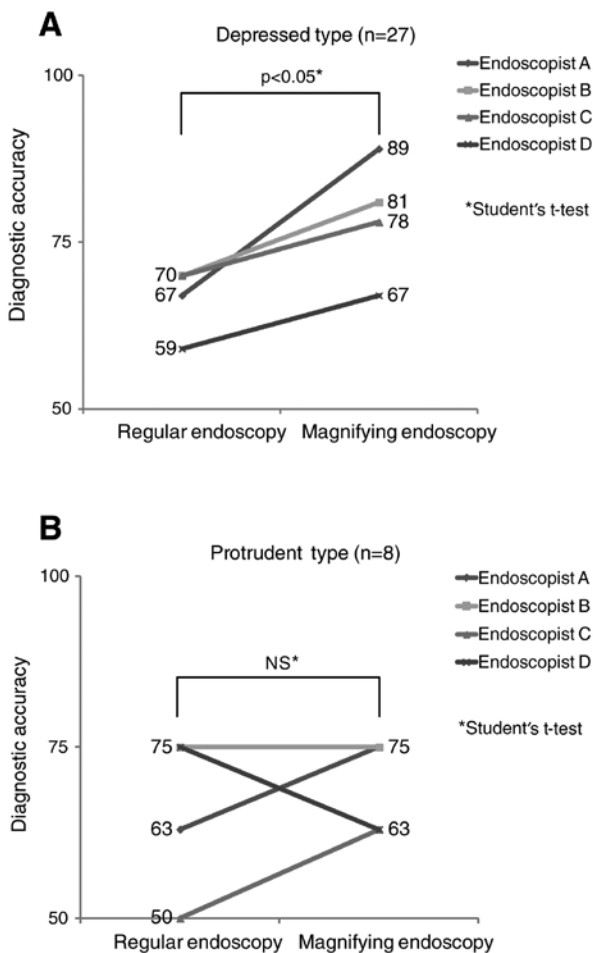 A
Depressed type (n=27)
100
p<0.05*
Endoscopist A
Endoscopist B
Endoscopist C
Endoscopist D
*Student's t-test
Diagnostic accuracy
89
81
78
75
70
67
67
59
50
Regular endoscopy Magnifying endoscopy
B
Protrudent type (n=8)
100
Endoscopist A
Endoscopist B
Endoscopist C
Endoscopist D
NS*
*Student's t-test
Diagnostic accuracy
75 75 75
63 63
50 50
Regular endoscopy Magnifying endoscopy